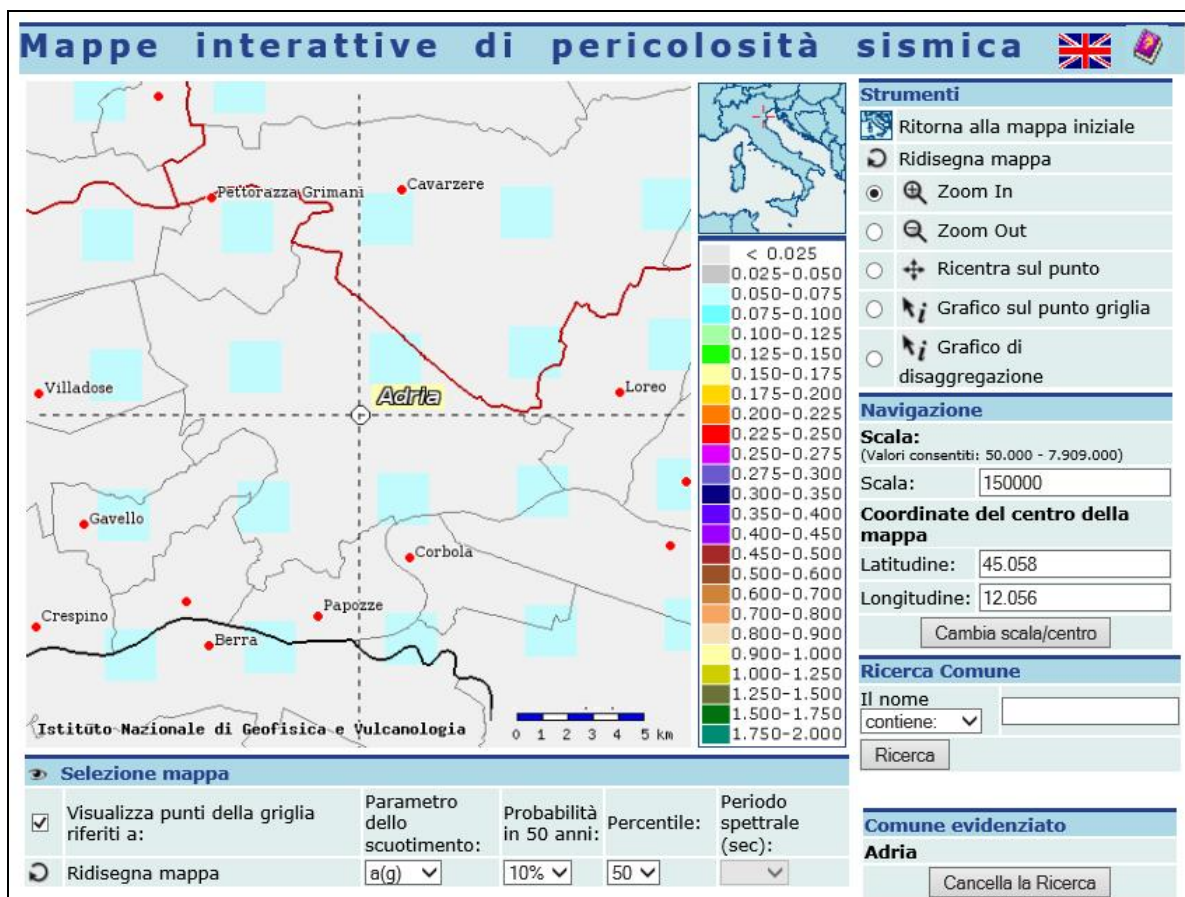 Mappe interattive di pericolosità sismica
Pettorazza Grimani
Cavarzere
Villadose
Adria
Loreo
Gavello
Corbola
Crespino
Papozze
Berra
Istituto Nazionale di Geofisica e Vulcanologia
0 1 2 3 4 5 km
< 0.025
0.025-0.050
0.050-0.075
0.075-0.100
0.100-0.125
0.125-0.150
0.150-0.175
0.175-0.200
0.200-0.225
0.225-0.250
0.250-0.275
0.275-0.300
0.300-0.350
0.350-0.400
0.400-0.450
0.450-0.500
0.500-0.600
0.600-0.700
0.700-0.800
0.800-0.900
0.900-1.000
1.000-1.250
1.250-1.500
1.500-1.750
1.750-2.000
Strumenti
Ritorna alla mappa iniziale
Ridisegna mappa
Zoom In
Zoom Out
Ricentra sul punto
Grafico sul punto griglia
Grafico di
disaggregazione
Navigazione
Scala:
(Valori consentiti: 50.000 - 7.909.000)
Scala: 150000
Coordinate del centro della
mappa
Latitudine: 45.058
Longitudine: 12.056
Cambia scala/centro
Ricerca Comune
Il nome
contiene:
Ricerca
Comune evidenziato
Adria
Cancella la Ricerca
Selezione mappa
Visualizza punti della griglia
riferiti a:
Parametro
dello
scuotimento:
Probabilità
in 50 anni:
Percentile:
Periodo
spettrale
(sec):
Ridisegna mappa a(g) 10% 50